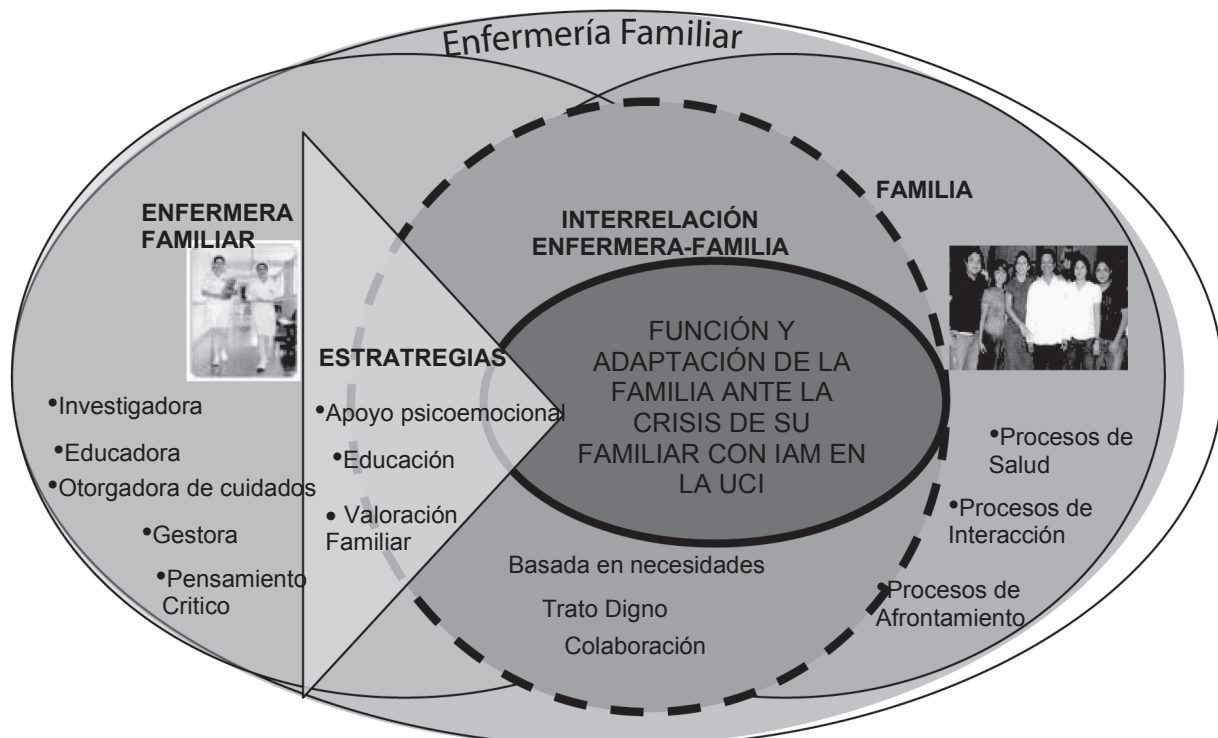 Enfermería Familiar
ENFERMERA
FAMILIAR
•Investigadora
•Educadora
•Otorgadora de cuidados
•Gestora
•Pensamiento
Critico
ESTRATREGIAS
•Apoyo psicoemocional
•Educación
• Valoración
Familiar
INTERRELACIÓN
ENFERMERA-FAMILIA
FUNCIÓN Y
ADAPTACIÓN DE LA
FAMILIA ANTE LA
CRISIS DE SU
FAMILIAR CON IAM EN
LA UCI
Basada en necesidades
Trato Digno
Colaboración
FAMILIA
•Procesos de
Salud
•Procesos de
Interacción
•Procesos de
Afrontamiento